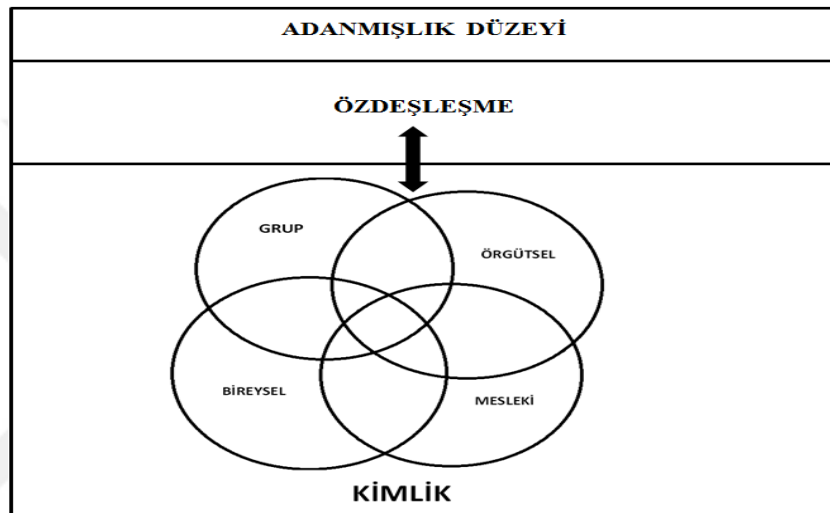 ADANMIŞLIK DÜZEYİ
ÖZDEŞLEŞME
GRUP
ÖRGÜTSEL
BİREYSEL
MESLEKİ
KİMLİK